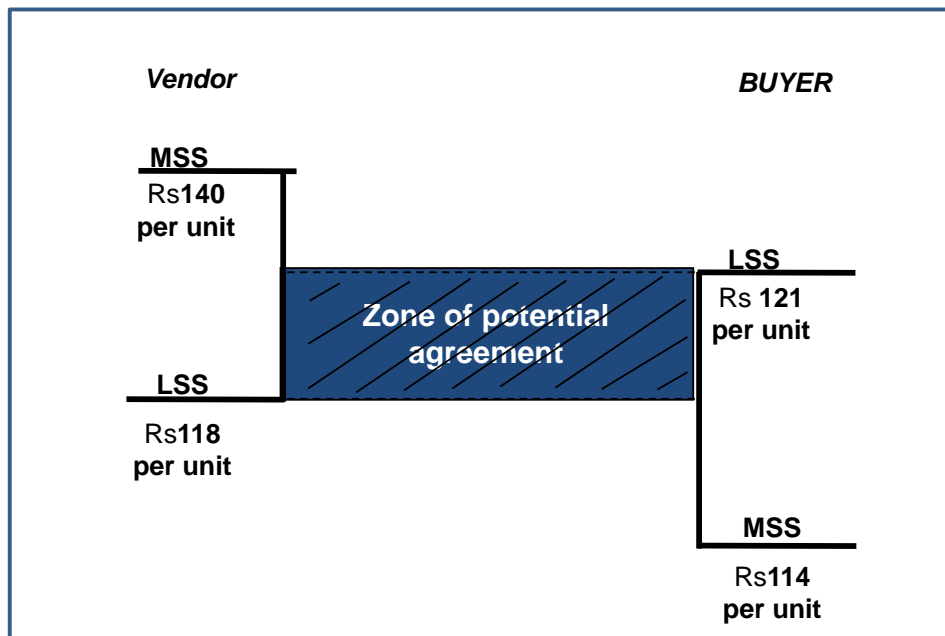 Vendor
BUYER
MSS
Rs140
per unit
LSS
Rs 121
per unit
Zone of potential
agreement
LSS
Rs118
per unit
MSS
Rs114
per unit